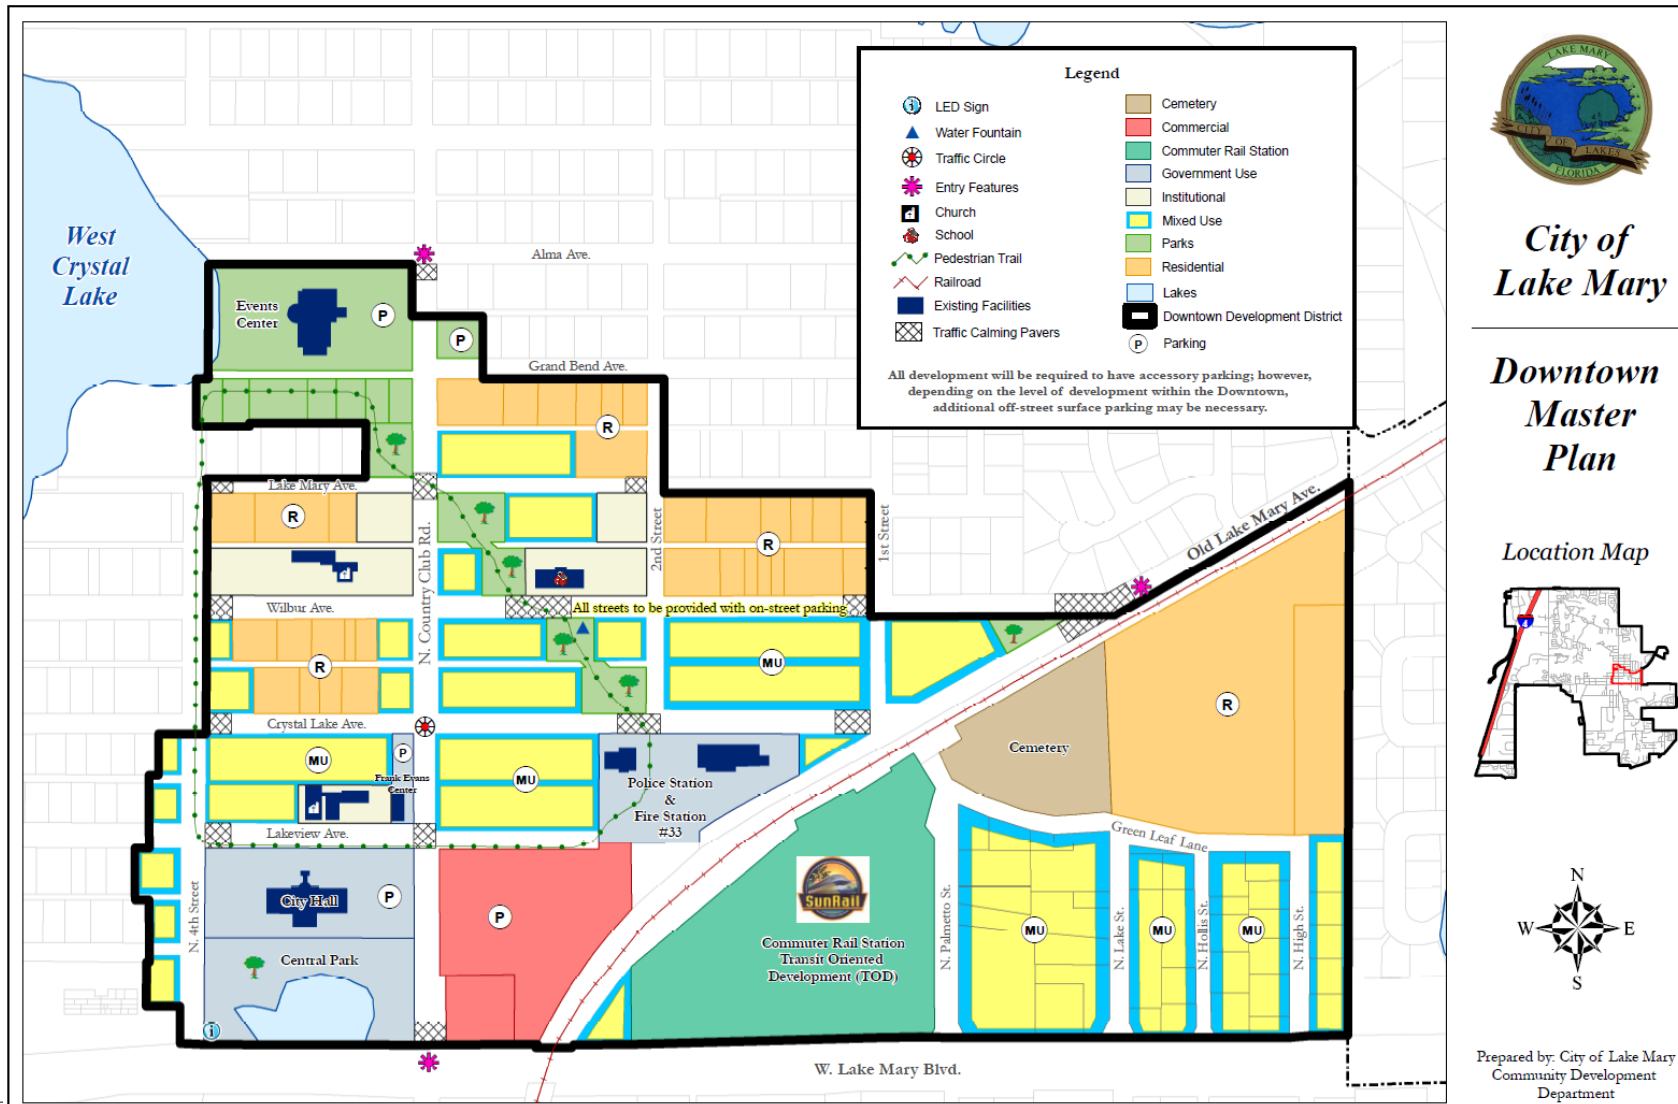 Legend
LED Sign
Water Fountain
Traffic Circle
Entry Features
Church
School
Pedestrian Trail
Railroad
Existing Facilities
Traffic Calming Pavers
Cemetery
Commercial
Commuter Rail Station
Government Use
Institutional
Mixed Use
Parks
Residential
Lakes
Downtown Development District
P
Parking
All development will be required to have accessory parking; however,
depending on the level of development within the Downtown,
additional off-street surface parking may be necessary.
LAKE MARY
CITY OF LAKES
FLORIDA
City of
Lake Mary
Downtown
Master
Plan
Location Map
4
N
W
E
S
Prepared by: City of Lake Mary
Community Development
Department
West
Crystal
Lake
Alma Ave.
Events
Center
P
P
Grand Bend Ave.
R
Lake Mary Ave.
R
N. Country Club Rd.
2nd Street
R
1st Street
Old Lake Mary Ave.
Wilbur Ave.
All streets to be provided with on-street parking.
R
MU
R
Crystal Lake Ave.
MU
P
Frank Evans
Center
MU
Police Station
&
Fire Station
#33
Cemetery
Lakeview Ave.
Green Leaf Lane
N. 4th Street
City Hall
P
P
SunRail
Commuter Rail Station
Transit Oriented
Development (TOD)
N. Palmetto St.
MU
N. Lake St.
MU
N. Hollis St.
MU
N. High St.
Central Park
i
W. Lake Mary Blvd.